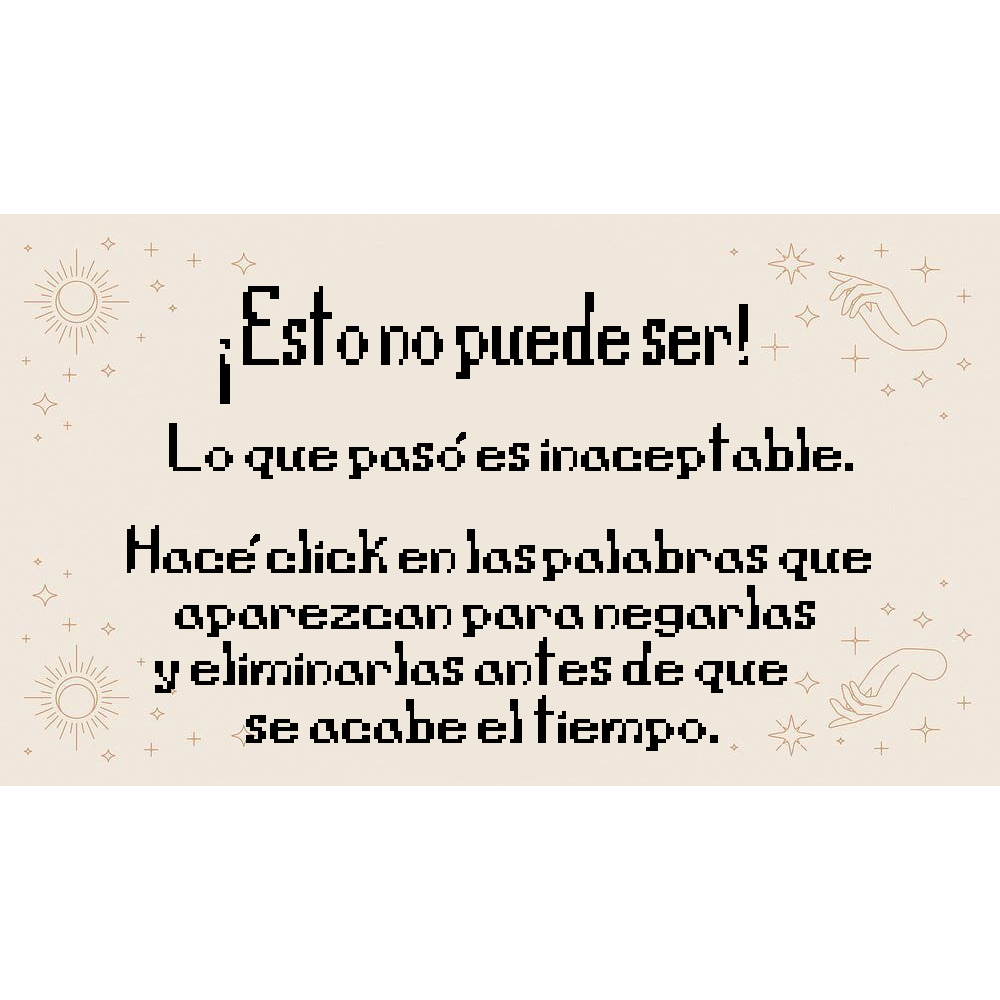 ¡Esto no puede ser!
Lo que pasó es inaceptable.
Hacé click en las palabras que
aparezcan para negarlas
y eliminarlas antes de que
se acabe el tiempo.